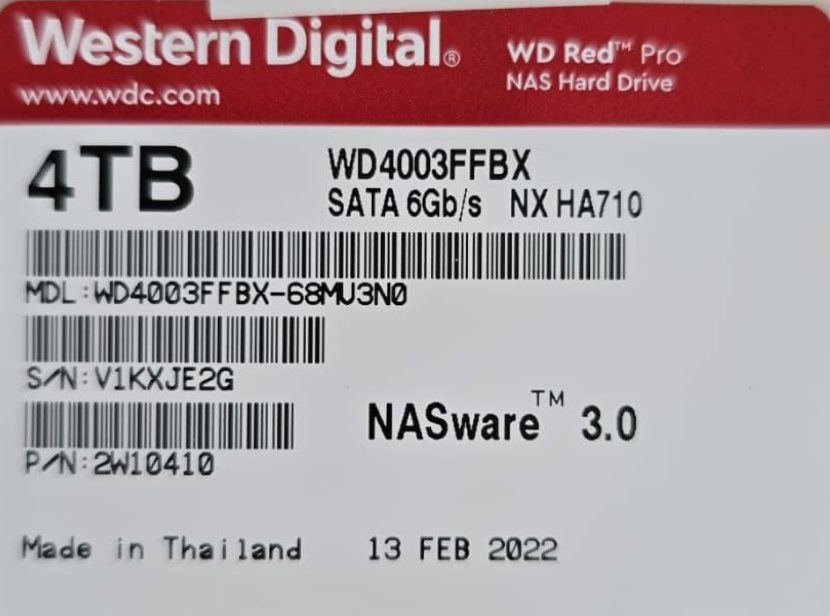 Western Digital®
www.wdc.com
WD Red™ Pro
NAS Hard Drive
4TB
WD4003FFBX
SATA 6Gb/s NX HA710
MDL:WD4003FFBX-68MU3N0
S/N:V1KXJE2G
P/N:2W10410
NASware™ 3.0
Made in Thailand 13 FEB 2022